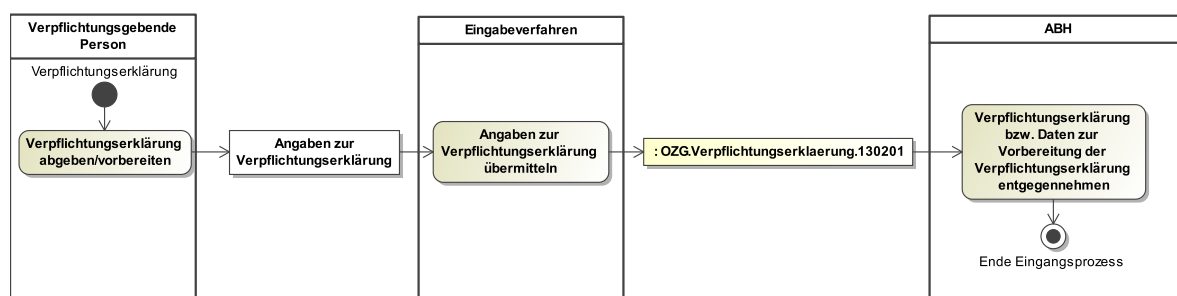 Verpflichtungsgebende
Person
Eingabeverfahren
ABH
Verpflichtungserklärung
Verpflichtungserklärung
abgeben/vorbereiten
Angaben zur
Verpflichtungserklärung
Angaben zur
Verpflichtungserklärung
übermitteln
: OZG.Verpflichtungserklaerung.130201
Verpflichtungserklärung
bzw. Daten zur
Vorbereitung der
Verpflichtungserklärung
entgegennehmen
Ende Eingangsprozess